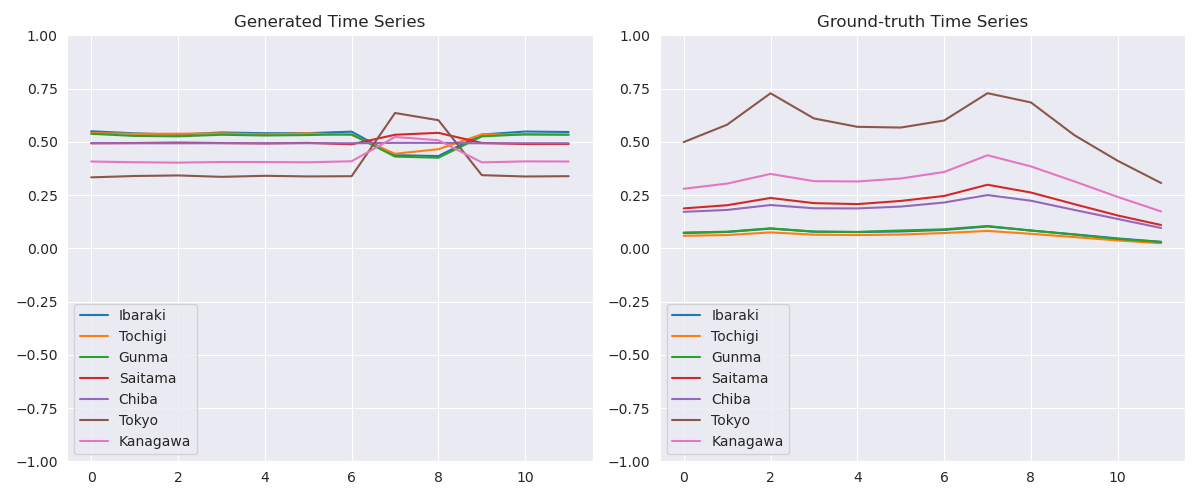 Generated Time Series
1.00
0.75
0.50
0.25
0.00
−0.25
−0.50
−0.75
−1.00
Ibaraki
Tochigi
Gunma
Saitama
Chiba
Tokyo
Kanagawa
0 2 4 6 8 10
Ground-truth Time Series
1.00
0.75
0.50
0.25
0.00
−0.25
−0.50
−0.75
−1.00
Ibaraki
Tochigi
Gunma
Saitama
Chiba
Tokyo
Kanagawa
0 2 4 6 8 10